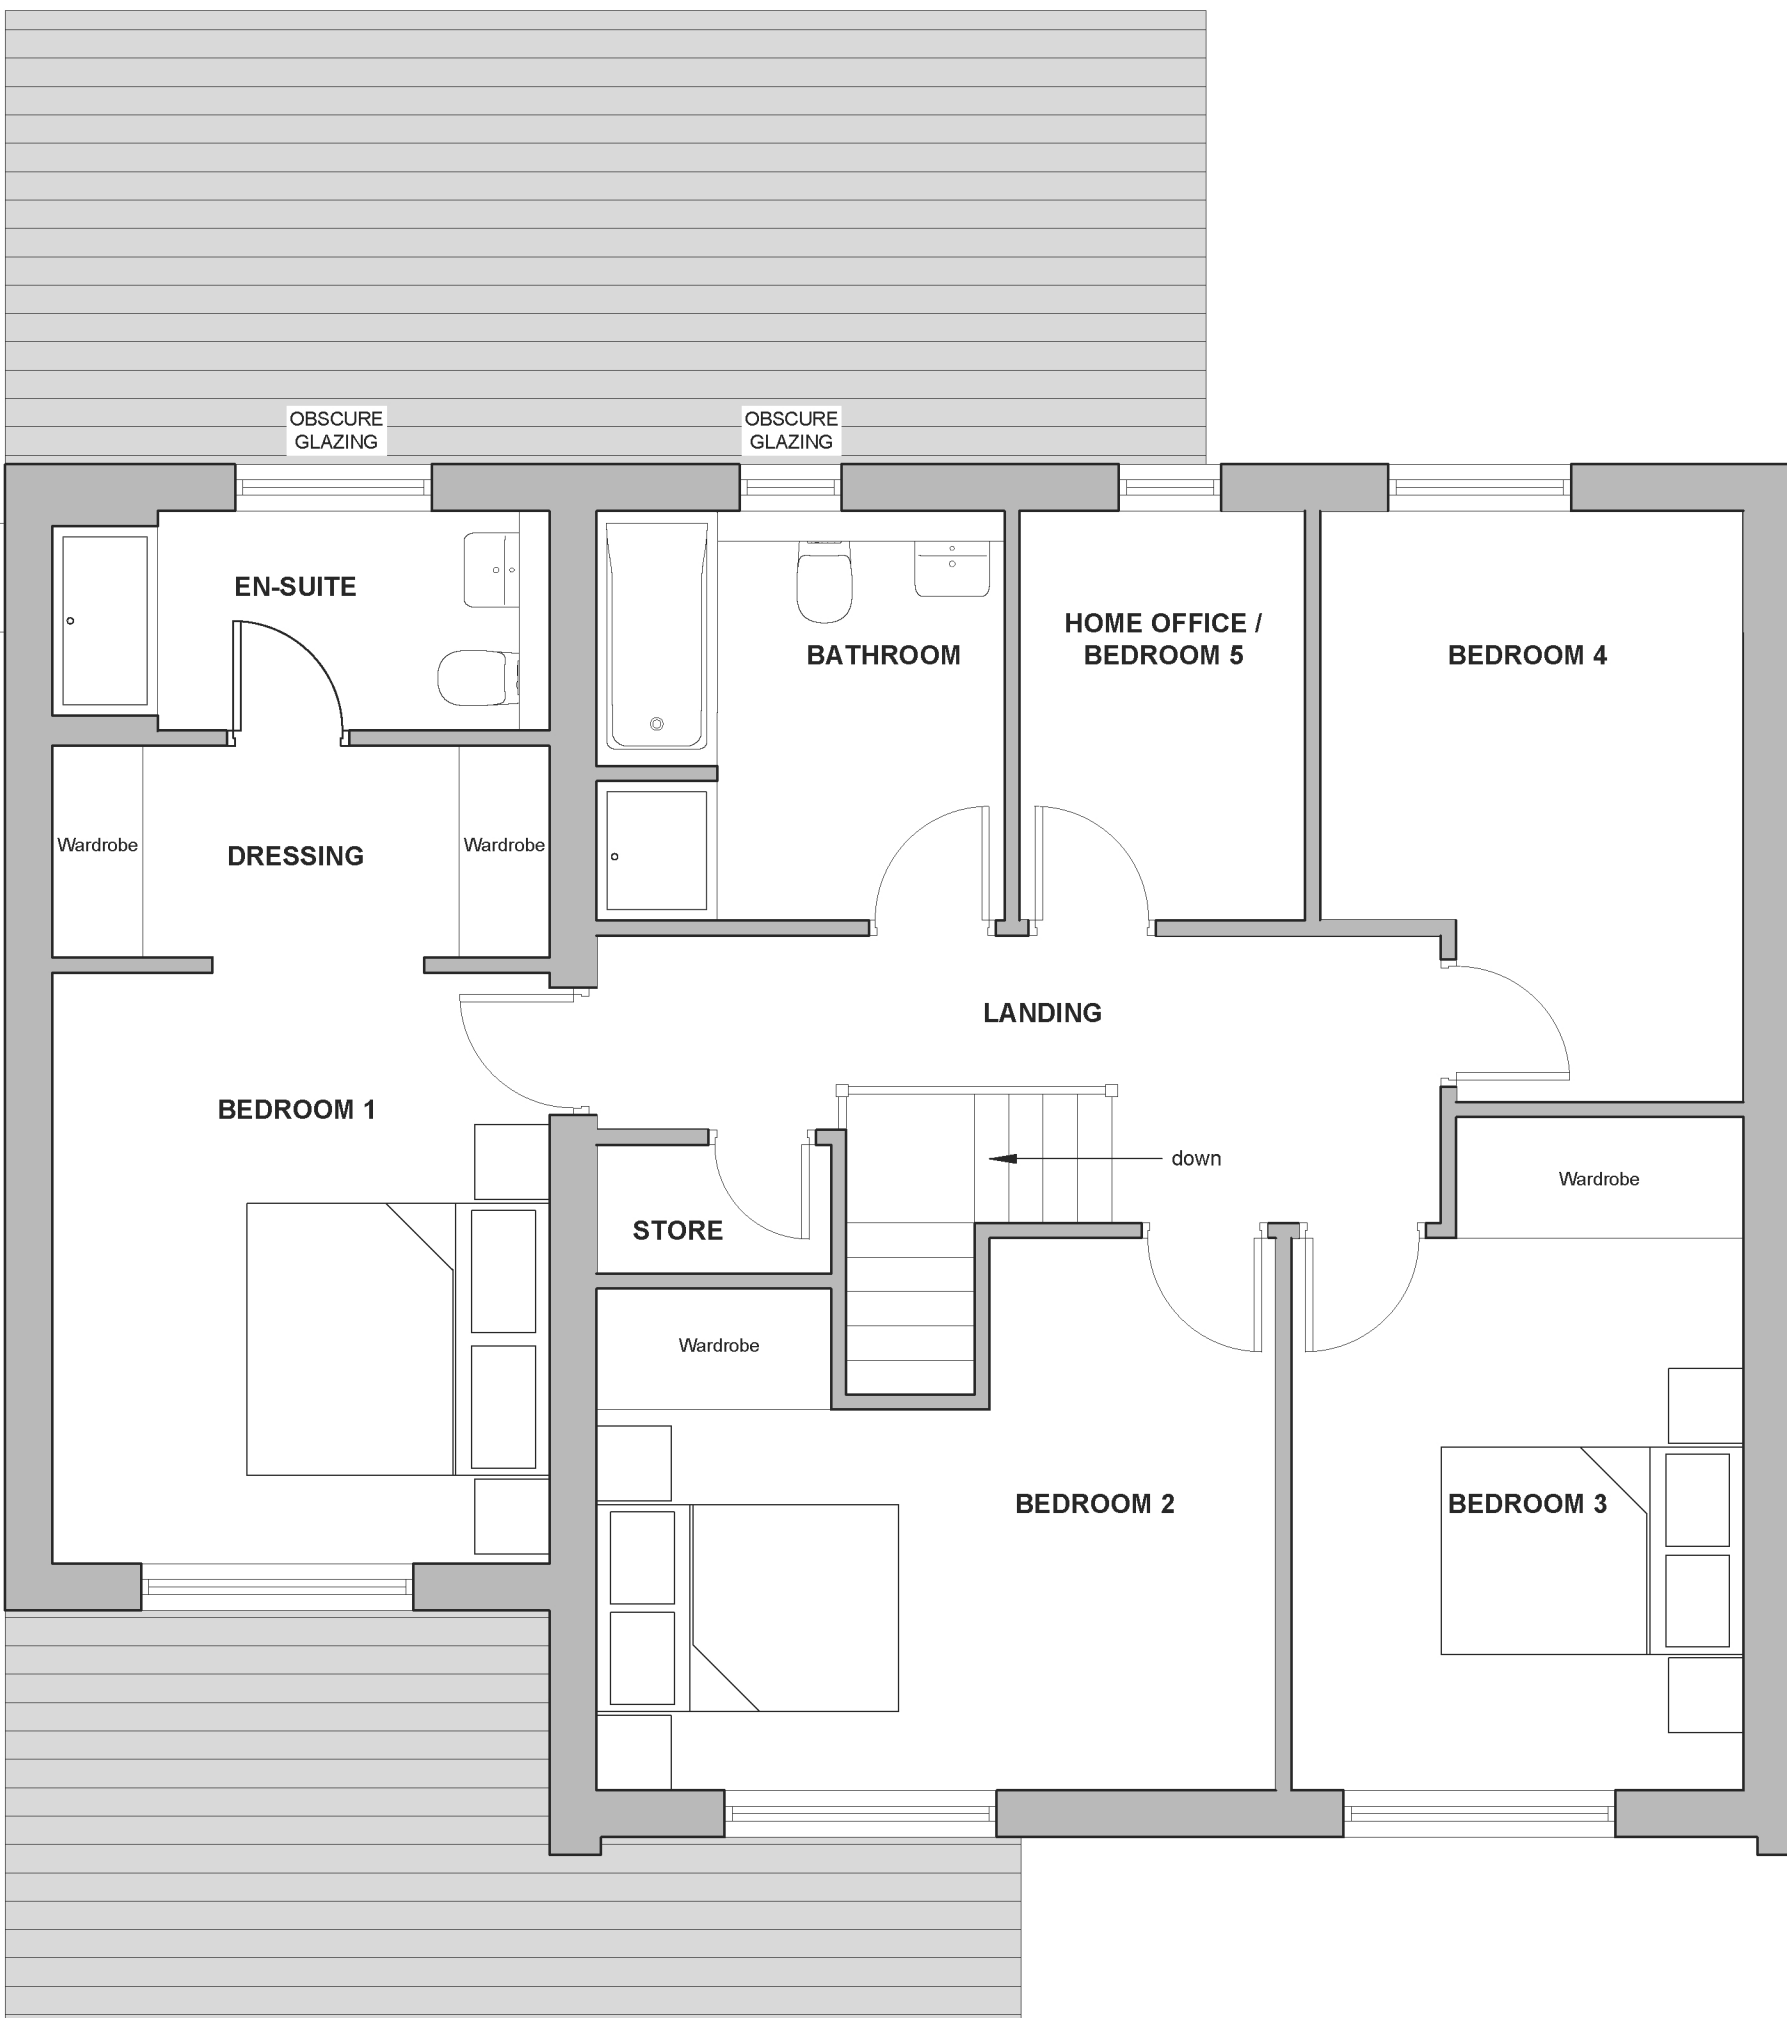 OBSCURE
GLAZING
OBSCURE
GLAZING
EN-SUITE
BATHROOM
HOME OFFICE /
BEDROOM 5
BEDROOM 4
Wardrobe
DRESSING
Wardrobe
LANDING
BEDROOM 1
down
Wardrobe
STORE
Wardrobe
BEDROOM 2
BEDROOM 3